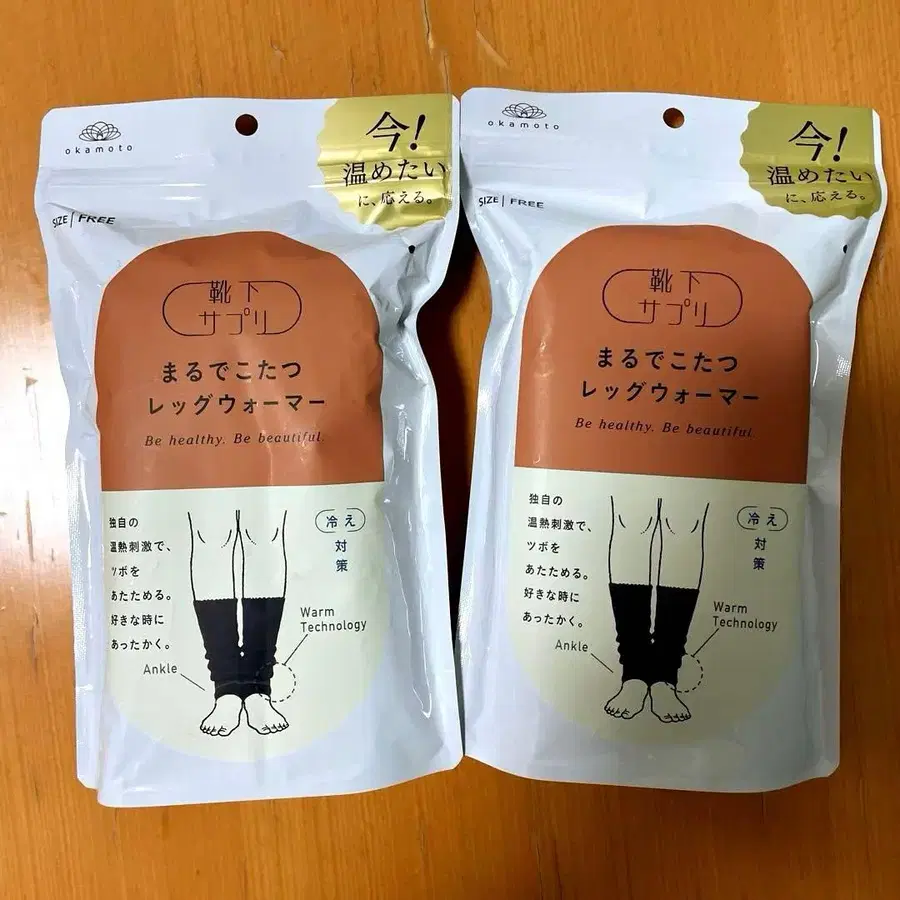 okamoto
今!
温めたい
に、応える。
SIZE | FREE
靴下
サプリ
まるでこたつ
レッグウォーマー
Be healthy. Be beautiful.
独自の
温熱刺激で、
ツボを
あたためる。
好きな時に
あったかく。
冷え
対策
Warm
Technology
Ankle
okamoto
今!
温めたい
に、応える。
SIZE | FREE
靴下
サプリ
まるでこたつ
レッグウォーマー
Be healthy. Be beautiful.
独自の
温熱刺激で、
ツボを
あたためる。
好きな時に
あったかく。
冷え
対策
Warm
Technology
Ankle